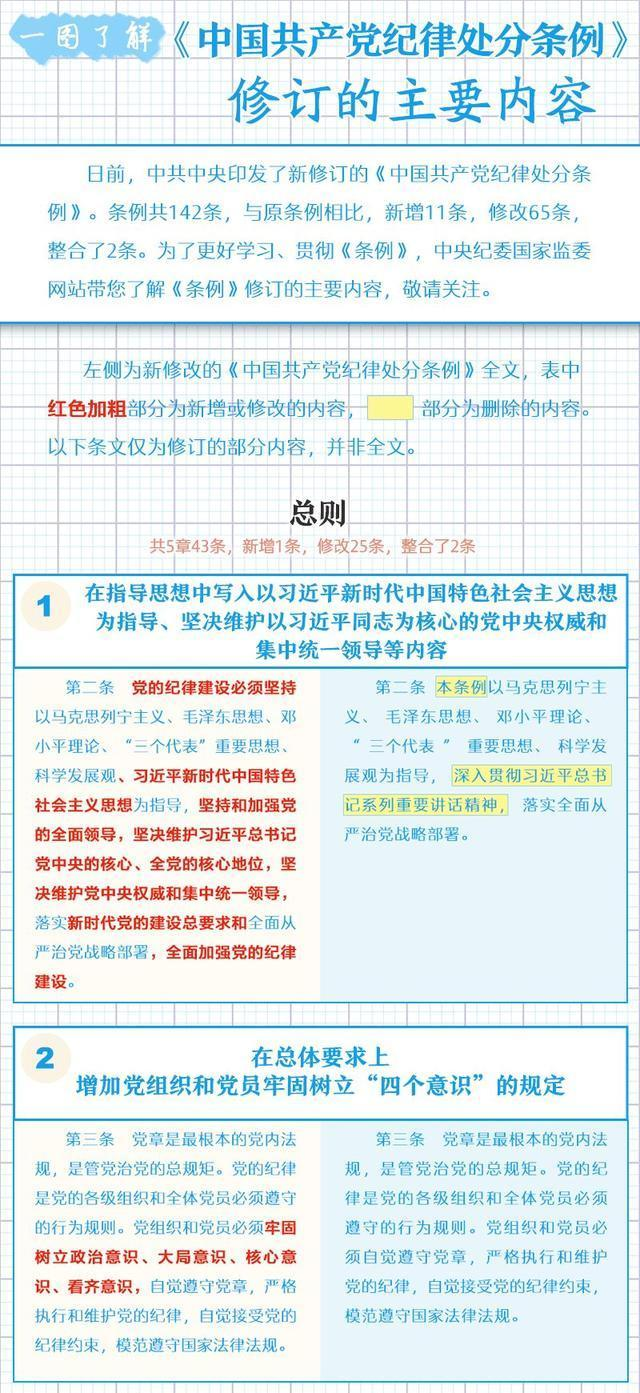 一图了解
《中国共产党纪律处分条例》
修订的主要内容
日前，中共中央印发了新修订的《中国共产党纪律处分条
例》。条例共142条，与原条例相比，新增11条，修改65条，
整合了2条。为了更好学习、贯彻《条例》，中央纪委国家监委
网站带您了解《条例》修订的主要内容，敬请关注。
左侧为新修改的《中国共产党纪律处分条例》全文，表中
红色加粗部分为新增或修改的内容， 部分为删除的内容。
以下条文仅为修订的部分内容，并非全文。
总则
共5章43条，新增1条，修改25条，整合了2条
1
在指导思想中写入以习近平新时代中国特色社会主义思想
为指导、坚决维护以习近平同志为核心的党中央权威和
集中统一领导等内容
第二条 党的纪律建设必须坚持
以马克思列宁主义、毛泽东思想、邓
小平理论、“三个代表”重要思想、
科学发展观、习近平新时代中国特色
社会主义思想为指导，坚持和加强党
的全面领导，坚决维护习近平总书记
党中央的核心、全党的核心地位，坚
决维护党中央权威和集中统一领导，
落实新时代党的建设总要求和全面从
严治党战略部署，全面加强党的纪律
建设。
第二条 本条例以马克思列宁主
义、 毛泽东思想、 邓小平理论、
“ 三个代表 ” 重要思想、 科学发
展观为指导， 深入贯彻习近平总书
记系列重要讲话精神， 落实全面从
严治党战略部署。
2
在总体要求上
增加党组织和党员牢固树立“四个意识”的规定
第三条 党章是最根本的党内法
规，是管党治党的总规矩。党的纪律
是党的各级组织和全体党员必须遵守
的行为规则。党组织和党员必须牢固
树立政治意识、大局意识、核心意
识、看齐意识，自觉遵守党章，严格
执行和维护党的纪律，自觉接受党的
纪律约束，模范遵守国家法律法规。
第三条 党章是最根本的党内法
规，是管党治党的总规矩。党的纪
律是党的各级组织和全体党员必须
遵守的行为规则。党组织和党员必
须自觉遵守党章，严格执行和维护
党的纪律，自觉接受党的纪律约束，
模范遵守国家法律法规。